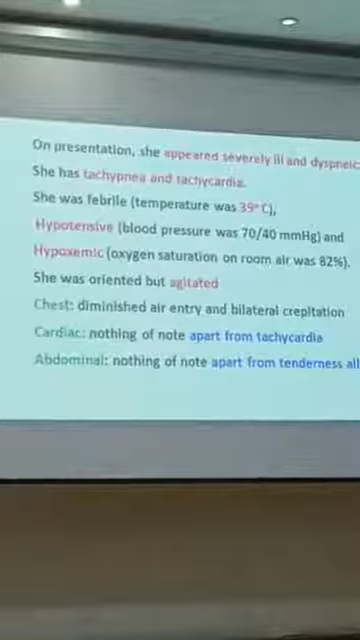 On presentation, she appeared severely ill and dyspneic.
She has tachypnea and tachycardia.
She was febrile (temperature was 39° C),
Hypotensive (blood pressure was 70/40 mmHg) and
Hypoxemic (oxygen saturation on room air was 82%).
She was oriented but agitated
Chest: diminished air entry and bilateral crepitation
Cardiac: nothing of note apart from tachycardia
Abdominal: nothing of note apart from tenderness all